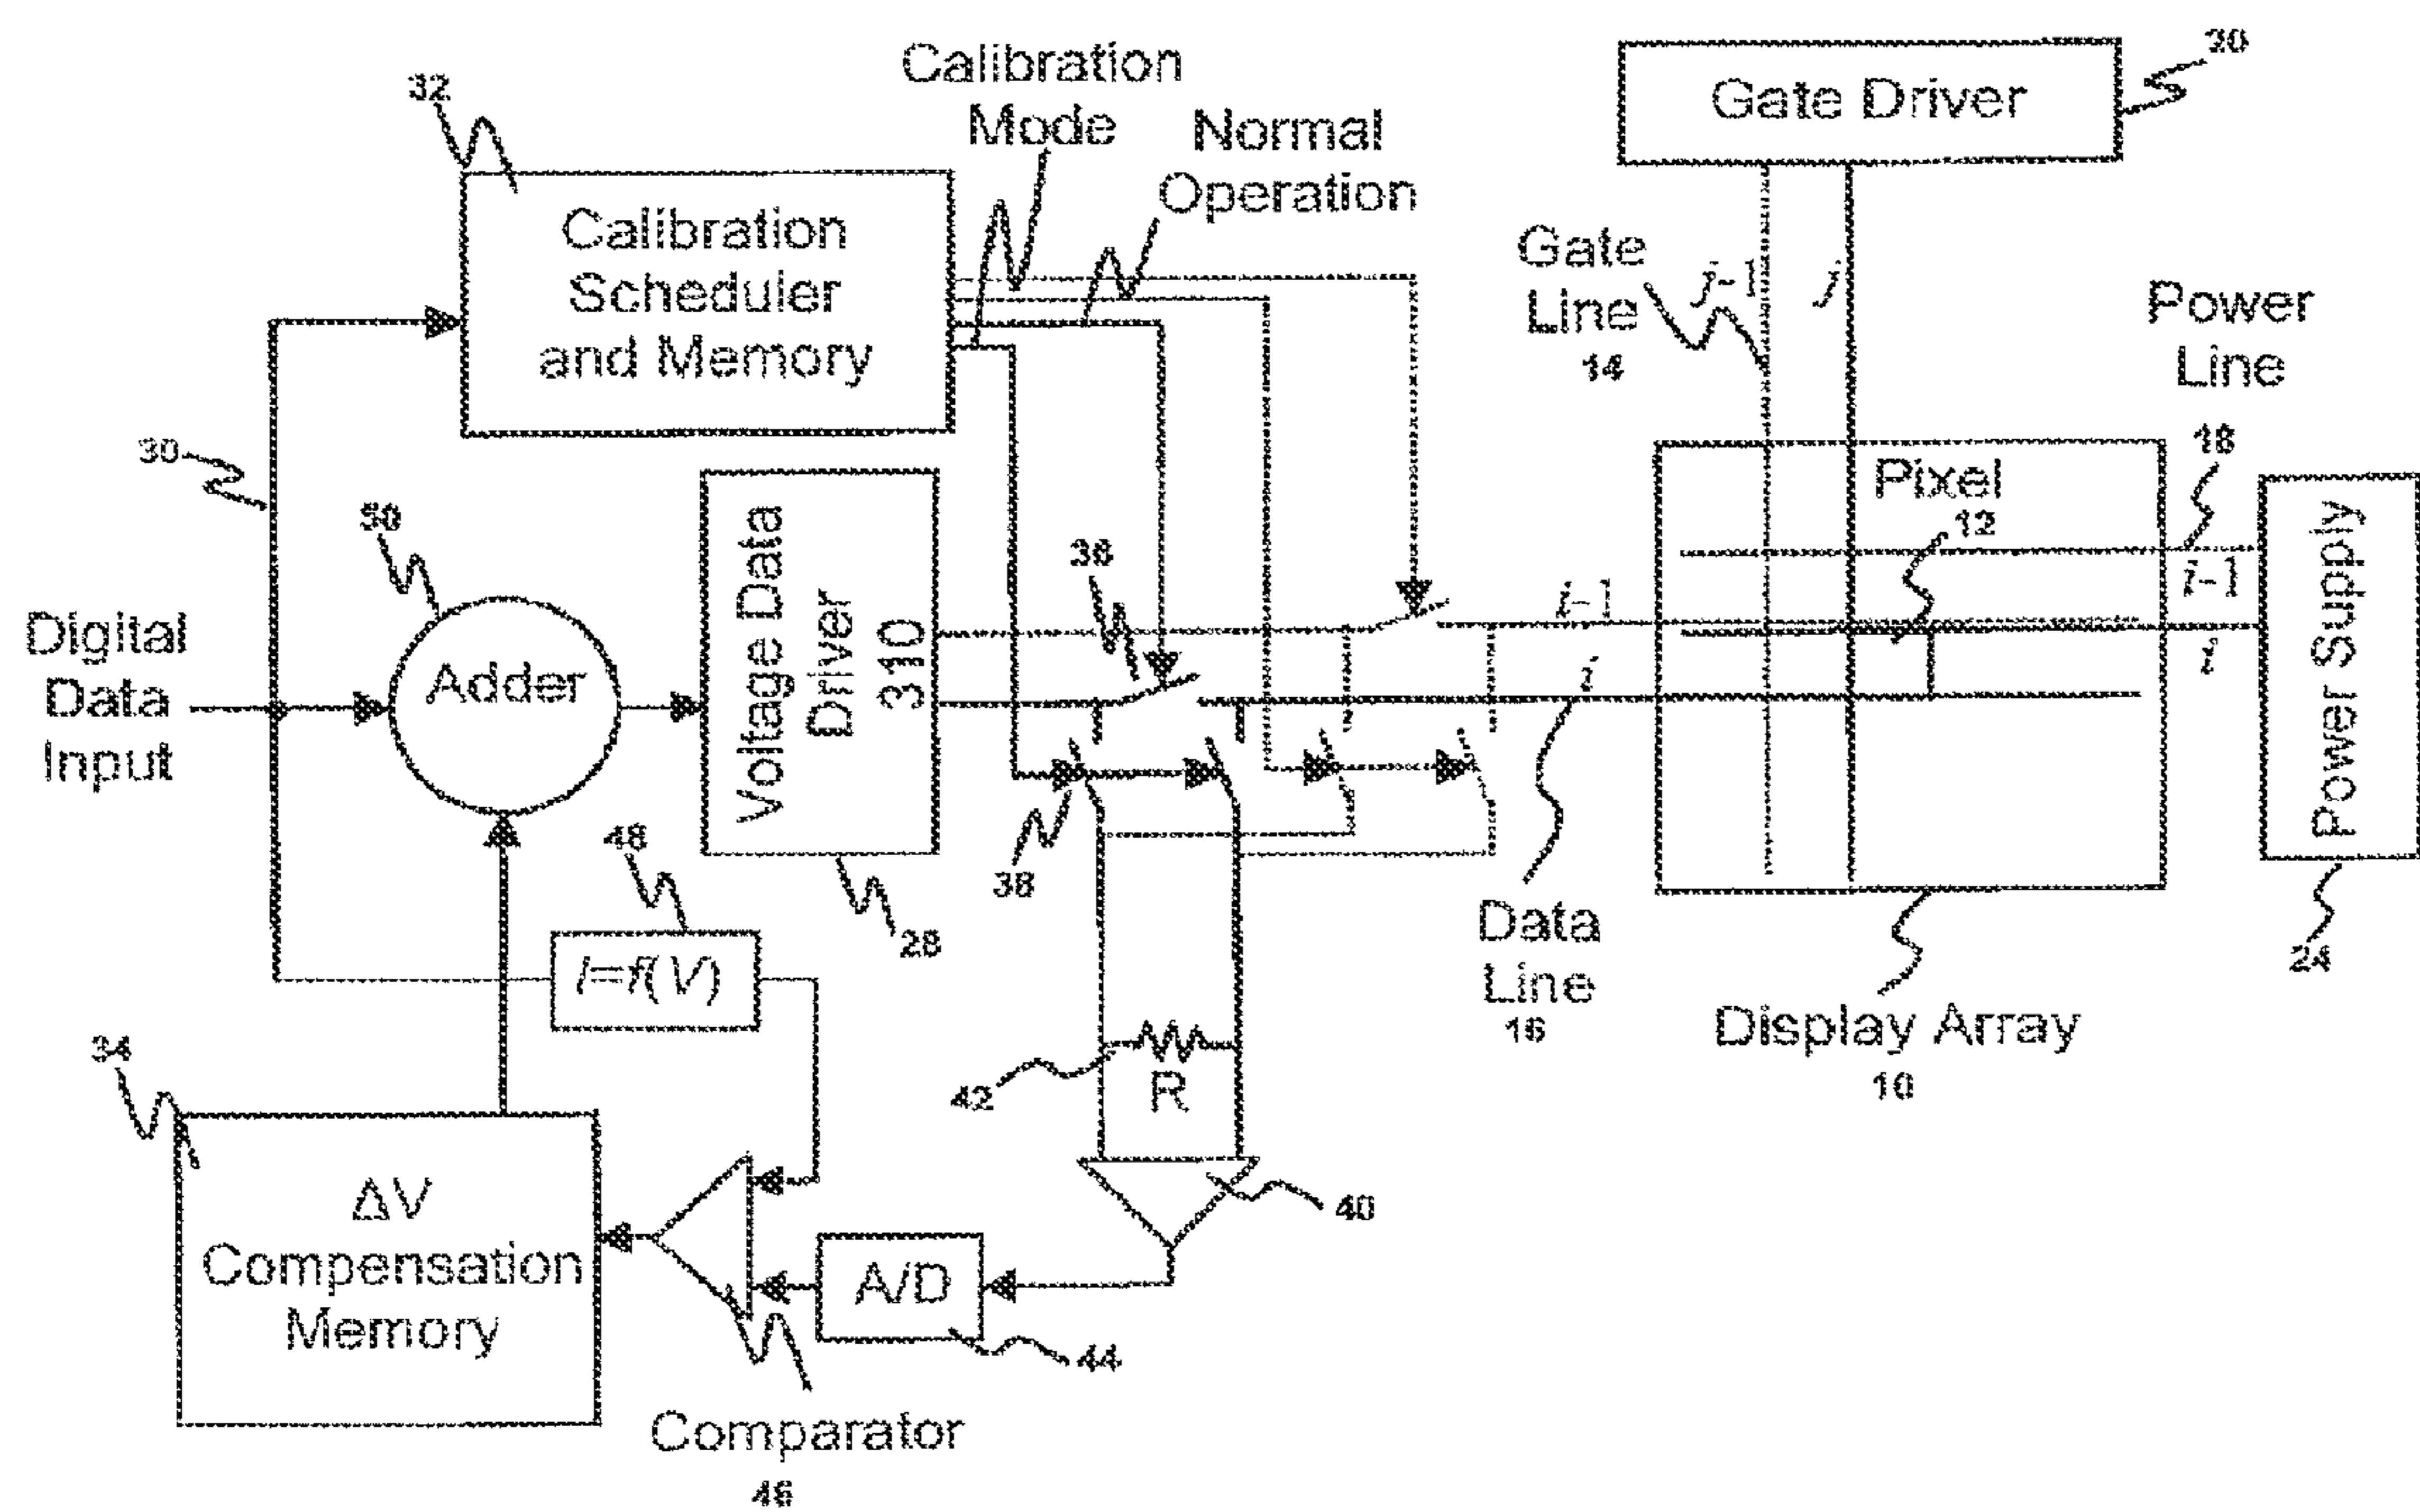 Calibration
Mode
Normal
Operation
32
Calibration
Scheduler
and Memory
Gate Driver
20
Gate
Line
14
j-1
j
Power
Line
18
30
50
Adder
Digital
Data
Input
Voltage Data
Driver
310
28
36
38
i-1
i
Pixel
12
i-1
i
Power Supply
24
Data
Line
16
Display Array
10
48
I=f(V)
34
ΔV
Compensation
Memory
42
R
40
A/D
44
Comparator
46